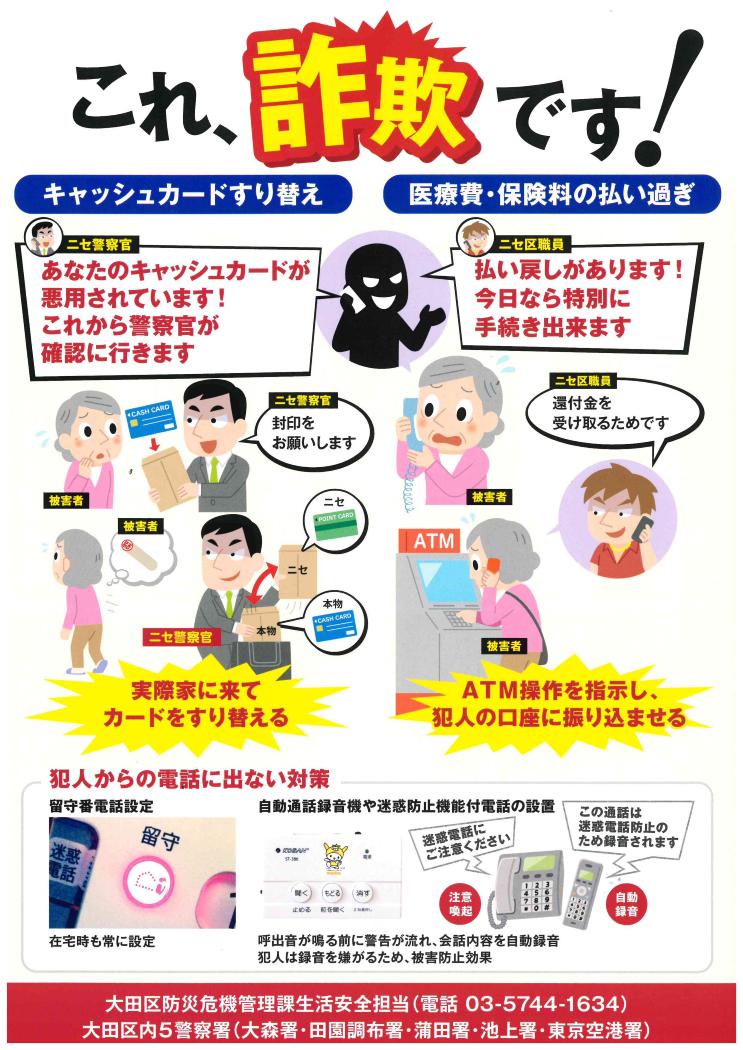 これ、詐欺です!
キャッシュカードすり替え
ニセ警察官
あなたのキャッシュカードが
悪用されています!
これから警察官が
確認に行きます
CASH CARD
ニセ警察官
封印を
お願いします
被害者
被害者
ニセ
POINT CARD
ニセ
本物
本物
CASH CARD
ニセ警察官
実際家に来て
カードをすり替える
医療費・保険料の払い過ぎ
ニセ区職員
払い戻しがあります!
今日なら特別に
手続き出来ます
ニセ区職員
還付金を
受け取るためです
被害者
ATM
被害者
ATM操作を指示し、
犯人の口座に振り込ませる
犯人からの電話に出ない対策
留守番電話設定
迷惑
電話
留守
在宅時も常に設定
自動通話録音機や迷惑防止機能付電話の設置
ST-386
聞く
もどる
消す
止める
前を聞く
迷惑電話に
ご注意ください
この通話は
迷惑電話防止の
ため録音されます
注意
喚起
自動
録音
呼出音が鳴る前に警告が流れ、会話内容を自動録音
犯人は録音を嫌がるため、被害防止効果
大田区防災危機管理課生活安全担当(電話 03-5744-1634)
大田区内5警察署(大森署・田園調布署・蒲田署・池上署・東京空港署)